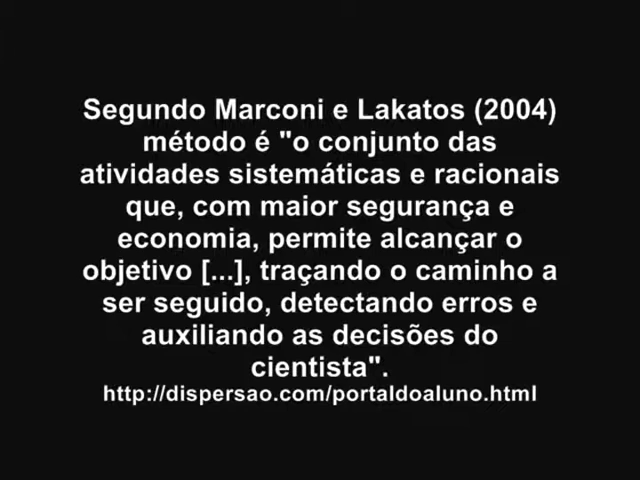 Segundo Marconi e Lakatos (2004)
método é "o conjunto das
atividades sistemáticas e racionais
que, com maior segurança e
economia, permite alcançar o
objetivo [...], traçando o caminho a
ser seguido, detectando erros e
auxiliando as decisões do
cientista".
http://dispersao.com/portaldoaluno.html